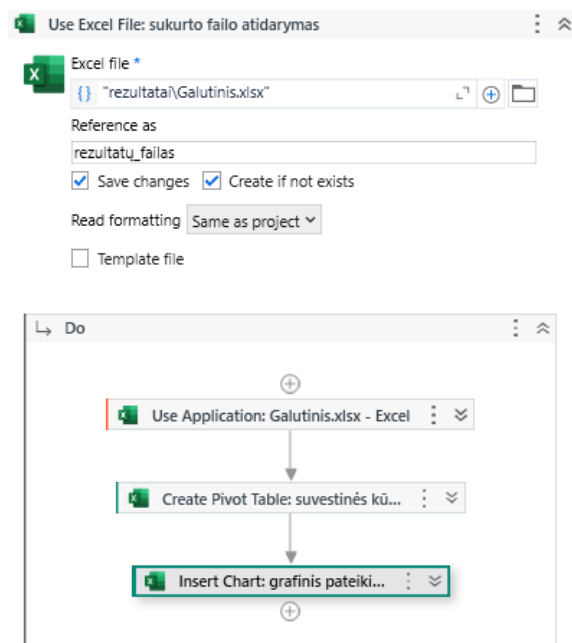 Use Excel File: sukurto failo atidarymas
Excel file *
"rezultatai\Galutinis.xlsx"
Reference as
rezultatų_failas
Save changes Create if not exists
Read formatting Same as project
Template file
Do
Use Application: Galutinis.xlsx - Excel
Create Pivot Table: suvestinės kū...
Insert Chart: grafinis pateiki...